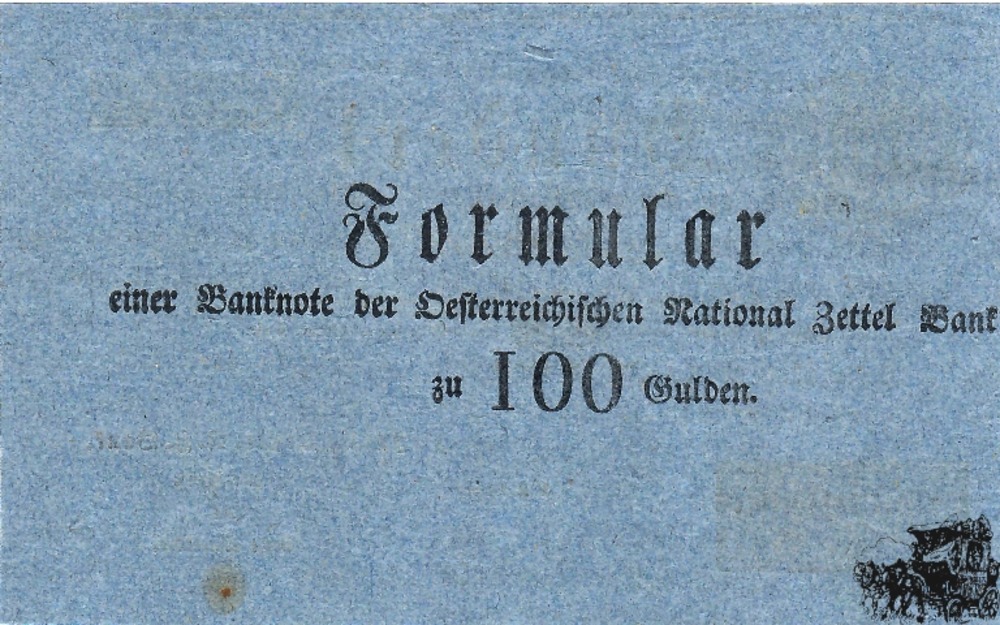 Formular
einer Banknote der Oesterreichischen National Zettel Bank
zu 100 Gulden.